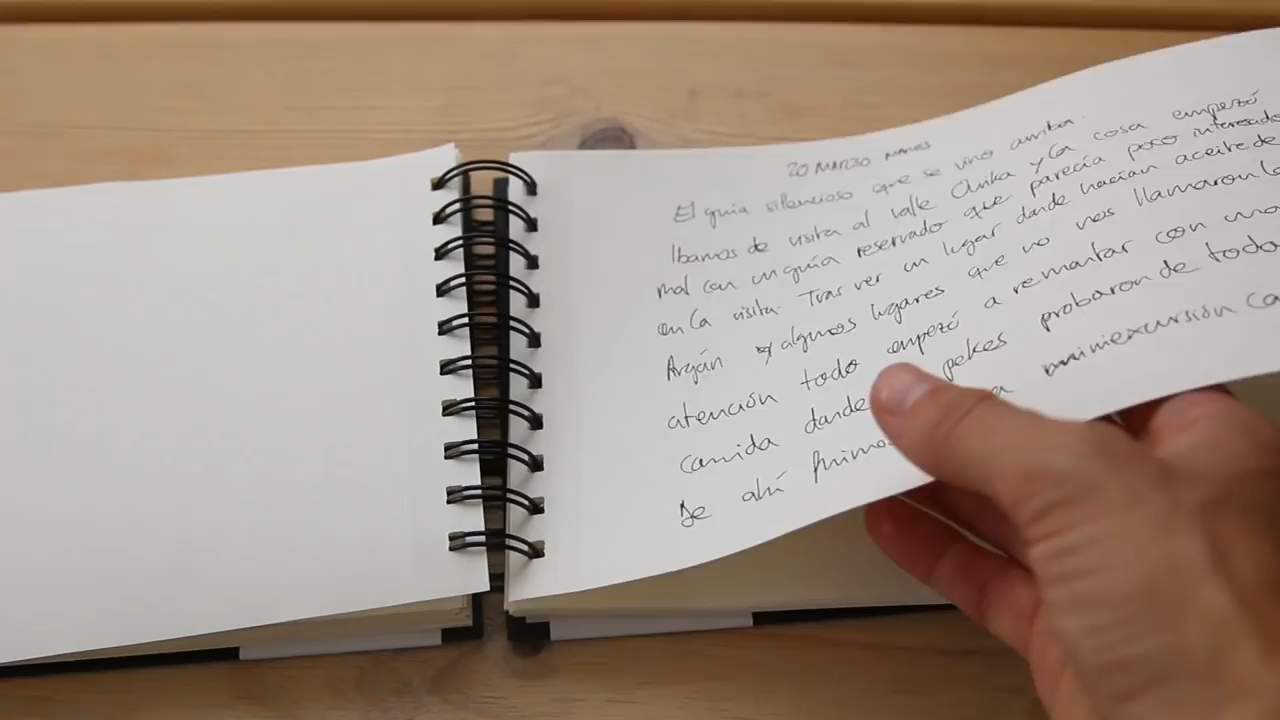 20 MARZO MARTES
El guía silencioso que se vino arriba.
Ibamos de visita al valle Ourika y la cosa empezó
mal con un guía reservado que parecía poco interesado
en la visita. Tras ver un lugar donde hacían aceite de
Argán y algunos lugares que no nos llamaron la
atención todo empezó a remontar con una
comida donde pekes probaron de todo
De ahí fuimos a miniexcursión